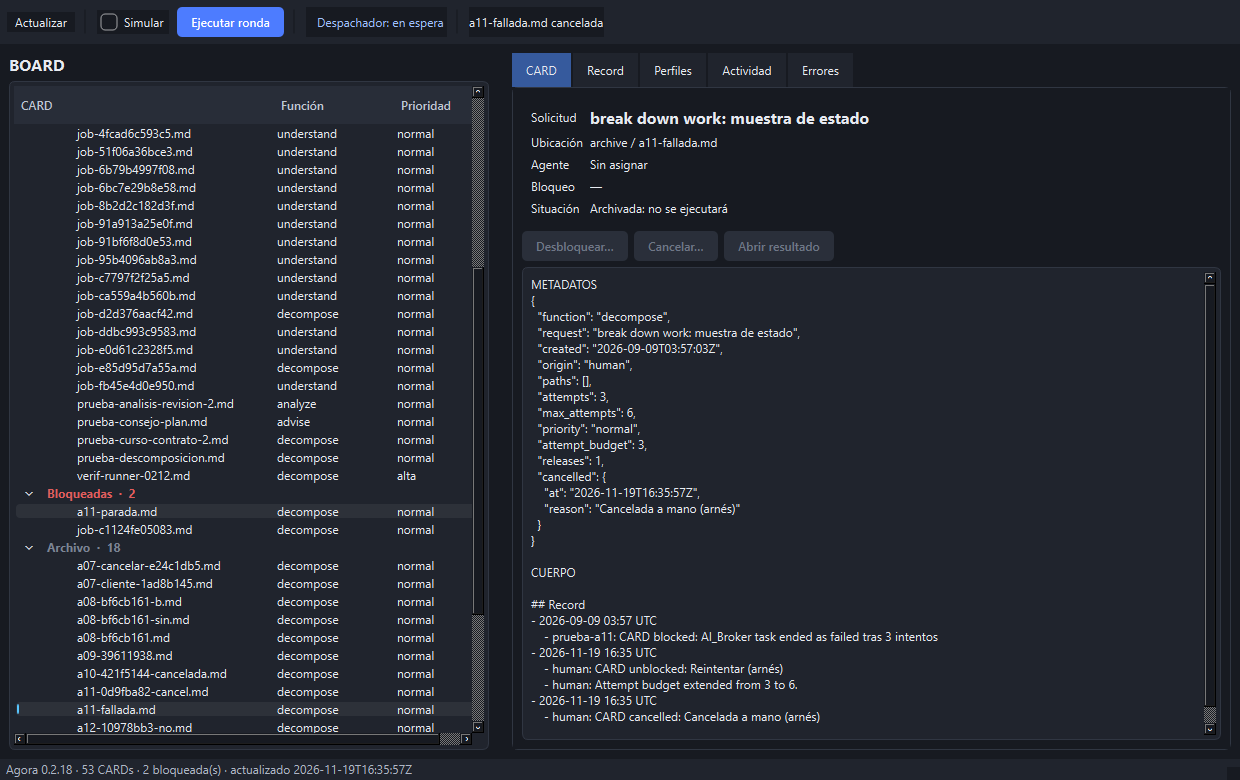 Actualizar Simular Ejecutar ronda Despachador: en espera a11-fallada.md cancelada
BOARD
CARD Función Prioridad
job-4fcad6c593c5.md understand normal
job-51f06a36bce3.md understand normal
job-6b79b4997f08.md understand normal
job-6bc7e29b8e58.md understand normal
job-8b2d2c182d3f.md understand normal
job-91a913a25e0f.md understand normal
job-91bf6f8d0e53.md understand normal
job-95b4096ab8a3.md understand normal
job-c7797f2f25a5.md understand normal
job-ca559a4b560b.md understand normal
job-d2d376aacf42.md decompose normal
job-ddbc993c9583.md understand normal
job-e0d61c2328f5.md understand normal
job-e85d95d7a55a.md decompose normal
job-fb45e4d0e950.md understand normal
prueba-analisis-revision-2.md analyze normal
prueba-consejo-plan.md advise normal
prueba-curso-contrato-2.md decompose normal
prueba-descomposicion.md decompose normal
verif-runner-0212.md decompose alta
Bloqueadas · 2
a11-parada.md decompose normal
job-c1124fe05083.md decompose normal
Archivo · 18
a07-cancelar-e24c1db5.md decompose normal
a07-cliente-1ad8b145.md decompose normal
a08-bf6cb161-b.md decompose normal
a08-bf6cb161-sin.md decompose normal
a08-bf6cb161.md decompose normal
a09-39611938.md decompose normal
a10-421f5144-cancelada.md decompose normal
a11-0d9fba82-cancel.md decompose normal
a11-fallada.md decompose normal
a12-10978bb3-no.md decompose normal
CARD Record Perfiles Actividad Errores
Solicitud break down work: muestra de estado
Ubicación archive / a11-fallada.md
Agente Sin asignar
Bloqueo —
Situación Archivada: no se ejecutará
Desbloquear... Cancelar... Abrir resultado
METADATOS
{
"function": "decompose",
"request": "break down work: muestra de estado",
"created": "2026-09-09T03:57:03Z",
"origin": "human",
"paths": [],
"attempts": 3,
"max_attempts": 6,
"priority": "normal",
"attempt_budget": 3,
"releases": 1,
"cancelled": {
"at": "2026-11-19T16:35:57Z",
"reason": "Cancelada a mano (arnés)"
}
}
CUERPO
## Record
- 2026-09-09 03:57 UTC
- prueba-a11: CARD blocked: AI_Broker task ended as failed tras 3 intentos
- 2026-11-19 16:35 UTC
- human: CARD unblocked: Reintentar (arnés)
- human: Attempt budget extended from 3 to 6.
- 2026-11-19 16:35 UTC
- human: CARD cancelled: Cancelada a mano (arnés)
Agora 0.2.18 · 53 CARDs · 2 bloqueada(s) · actualizado 2026-11-19T16:35:57Z